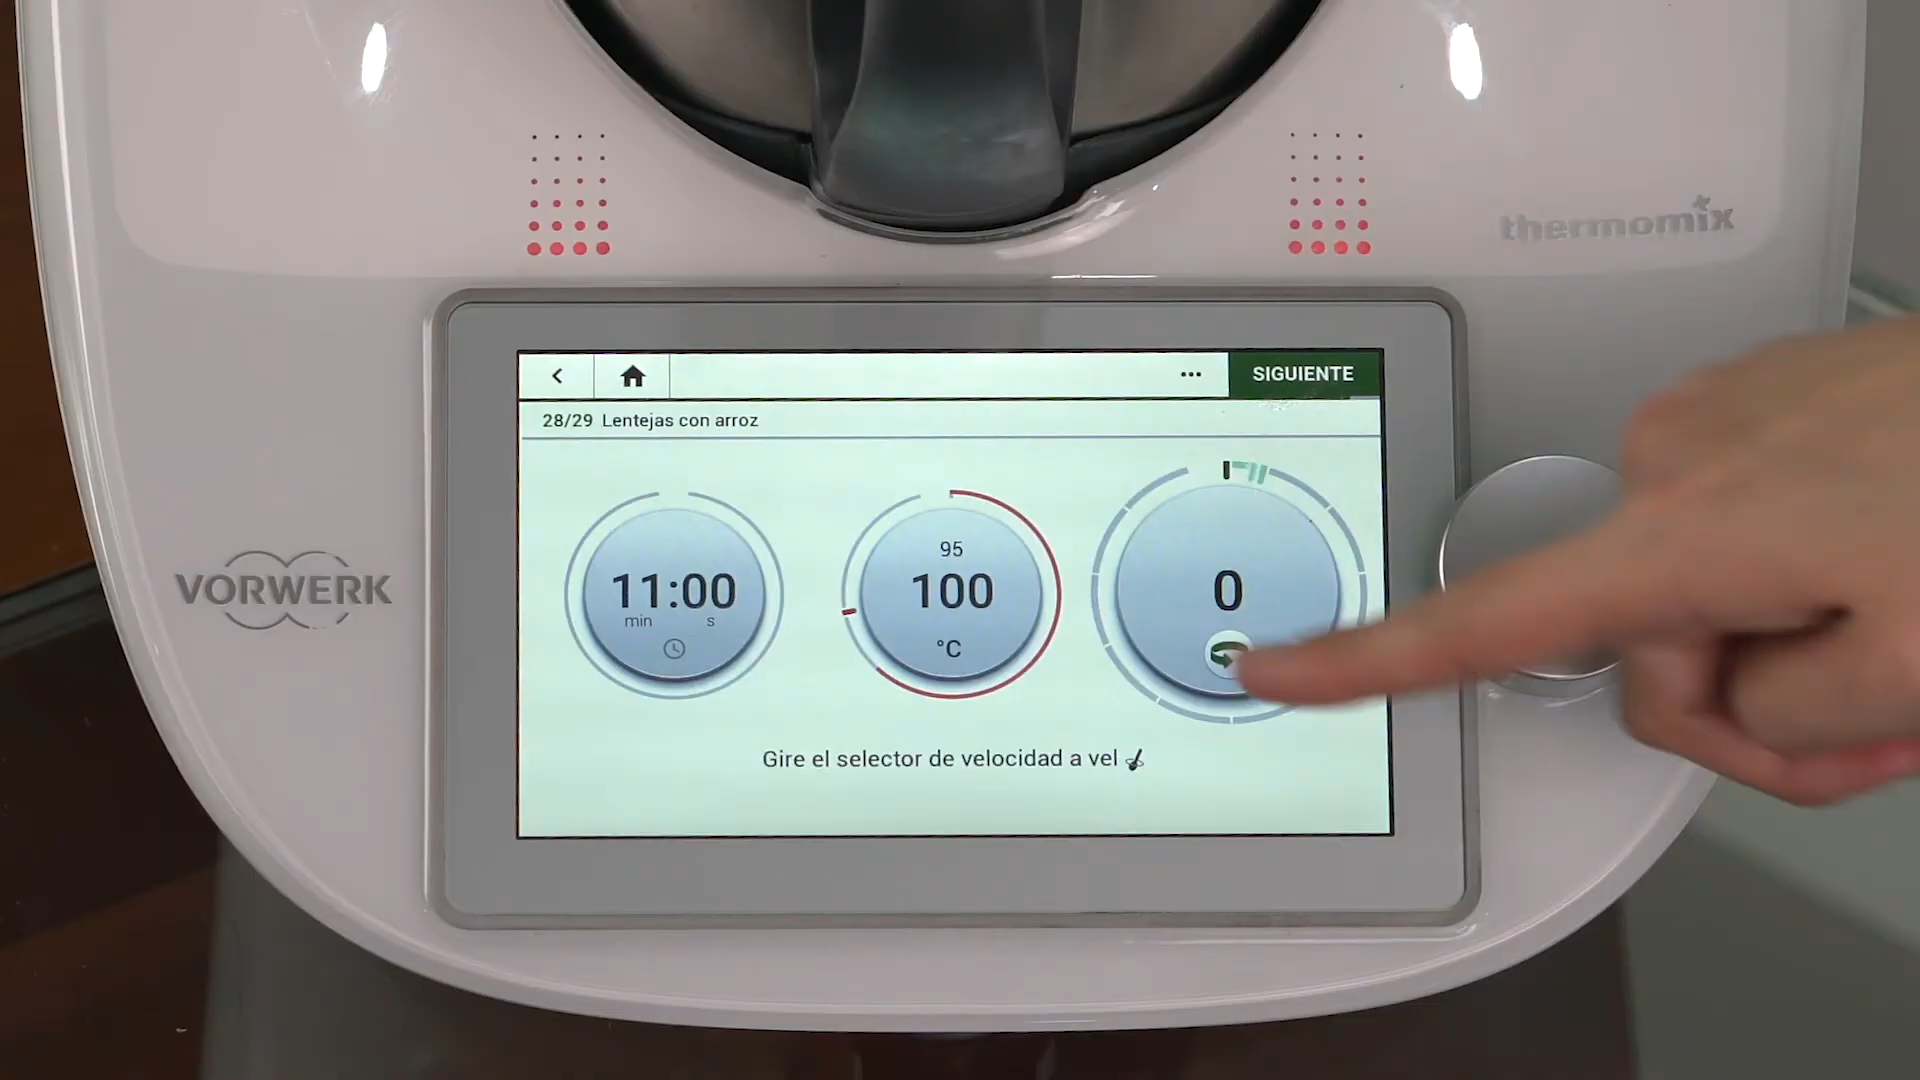 thermomix
VORWERK
SIGUIENTE
28/29 Lentejas con arroz
11:00
min s
95
100
°C
0
Gire el selector de velocidad a vel